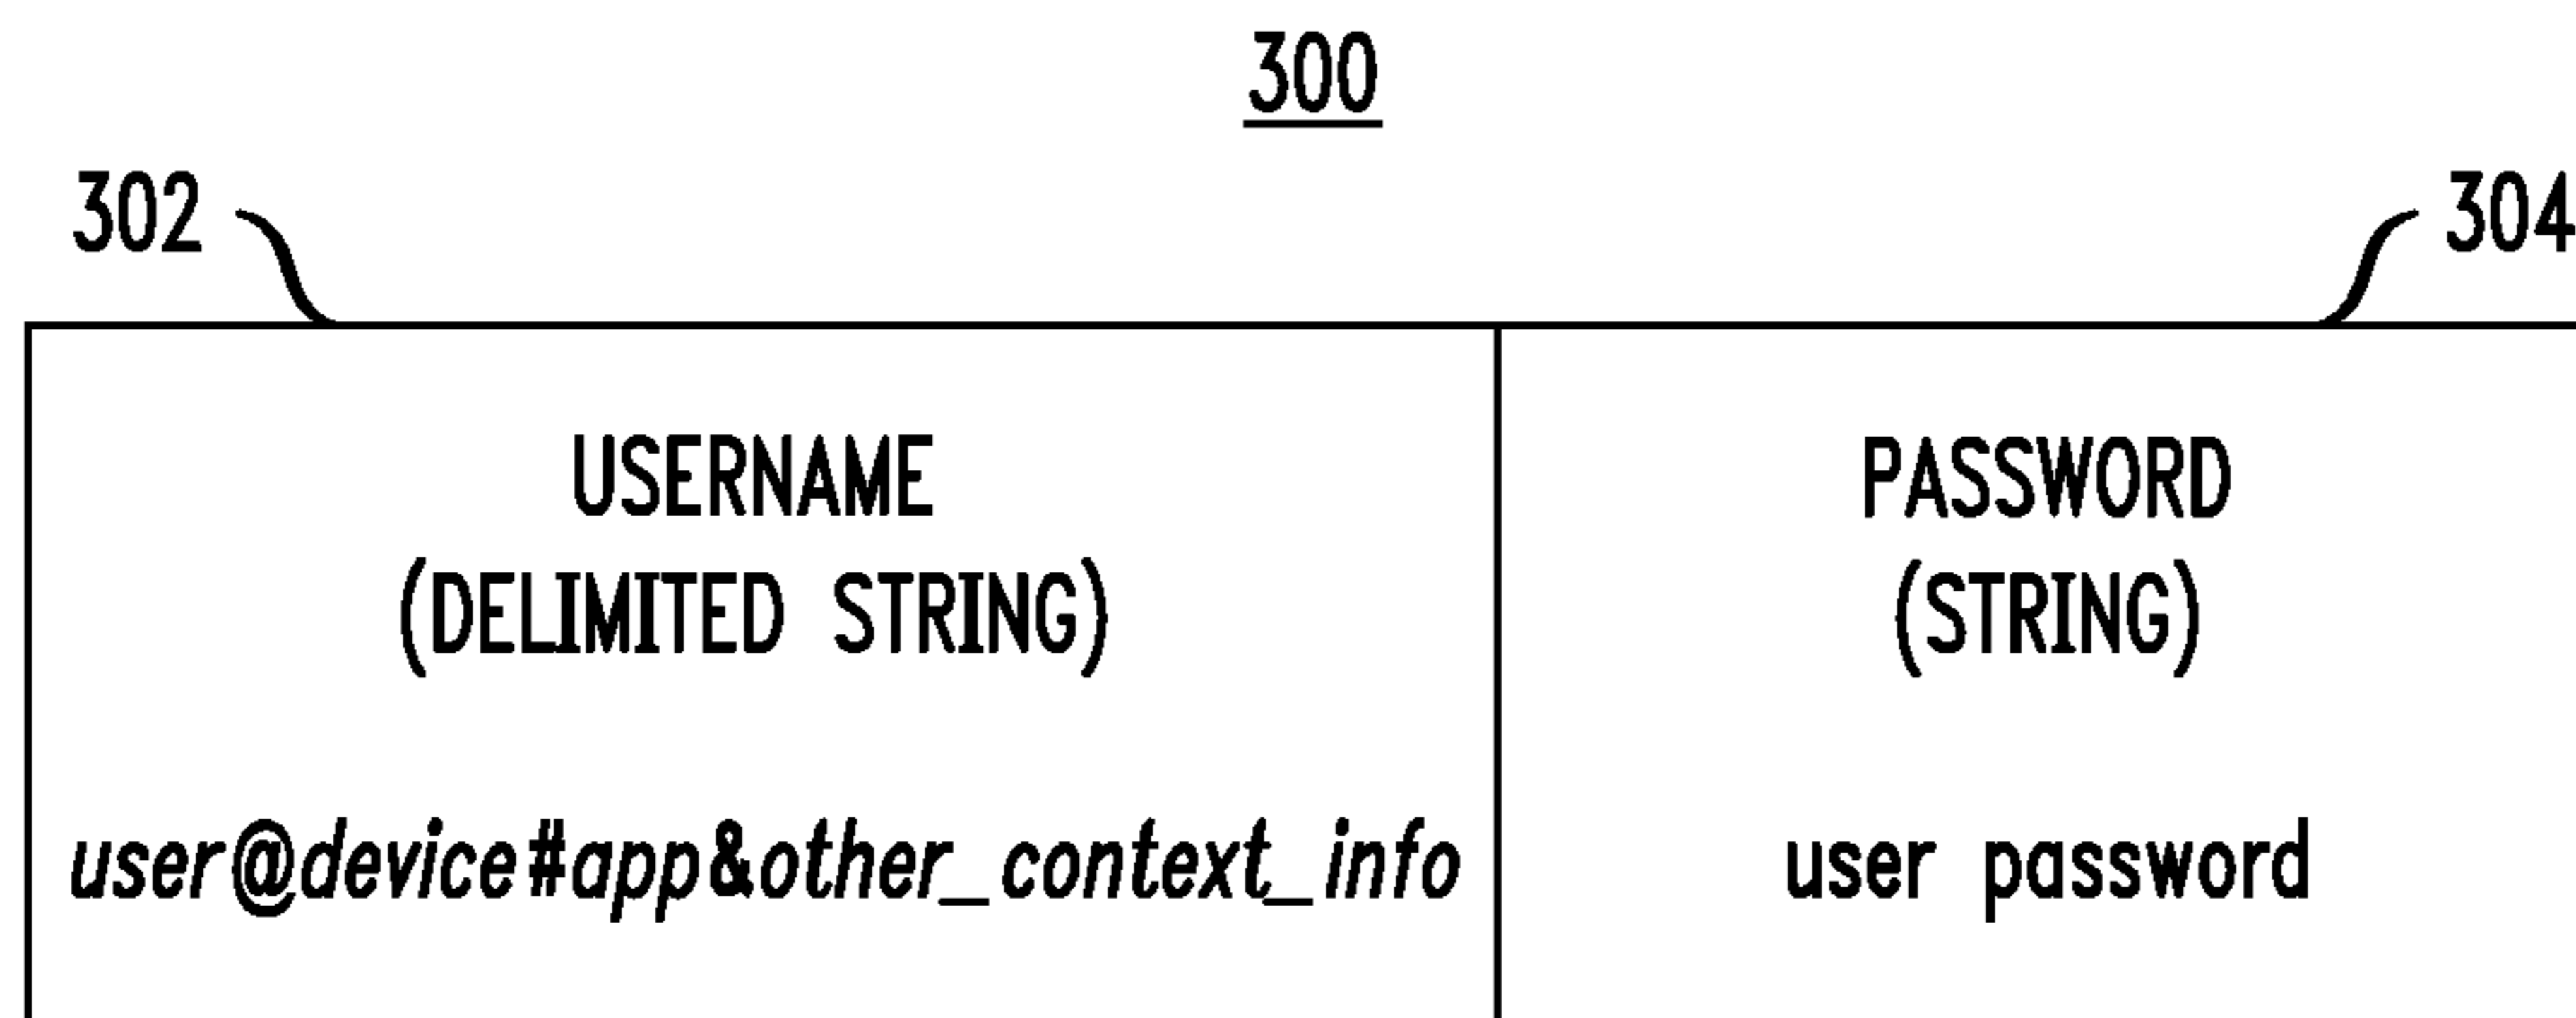 300
302
304
USERNAME
(DELIMITED STRING)
user@device#app&other_context_info
PASSWORD
(STRING)
user password